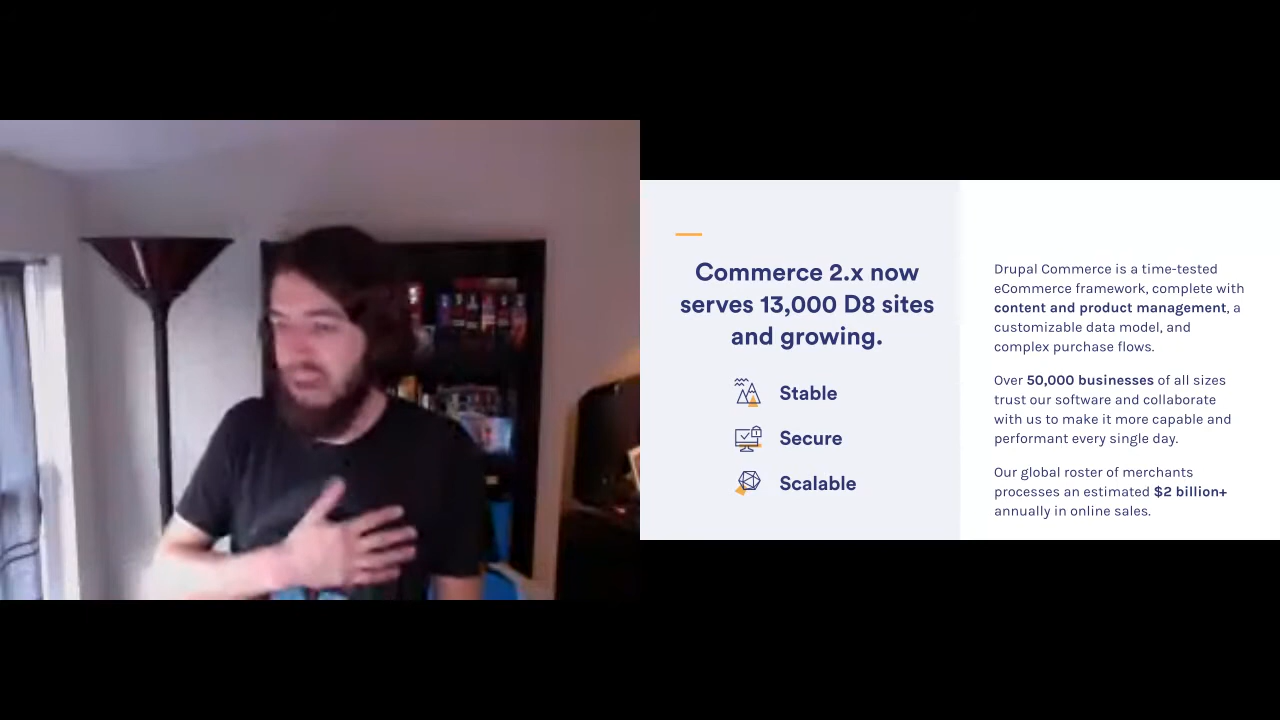 Commerce 2.x now
serves 13,000 D8 sites
and growing.
Stable
Secure
Scalable
Drupal Commerce is a time-tested
eCommerce framework, complete with
content and product management, a
customizable data model, and
complex purchase flows.
Over 50,000 businesses of all sizes
trust our software and collaborate
with us to make it more capable and
performant every single day.
Our global roster of merchants
processes an estimated $2 billion+
annually in online sales.